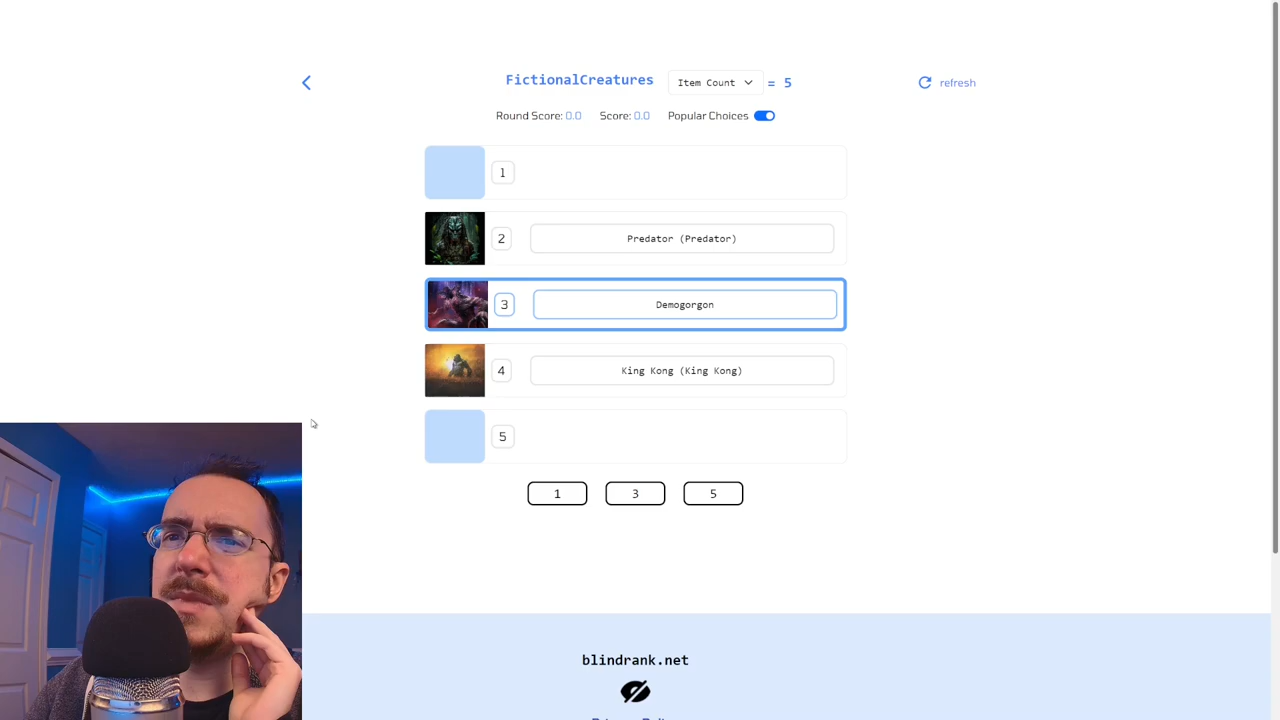 FictionalCreatures Item Count = 5 refresh
Round Score: 0.0 Score: 0.0 Popular Choices
1
2 Predator (Predator)
3 Demogorgon
4 King Kong (King Kong)
5
1 3 5
blindrank.net